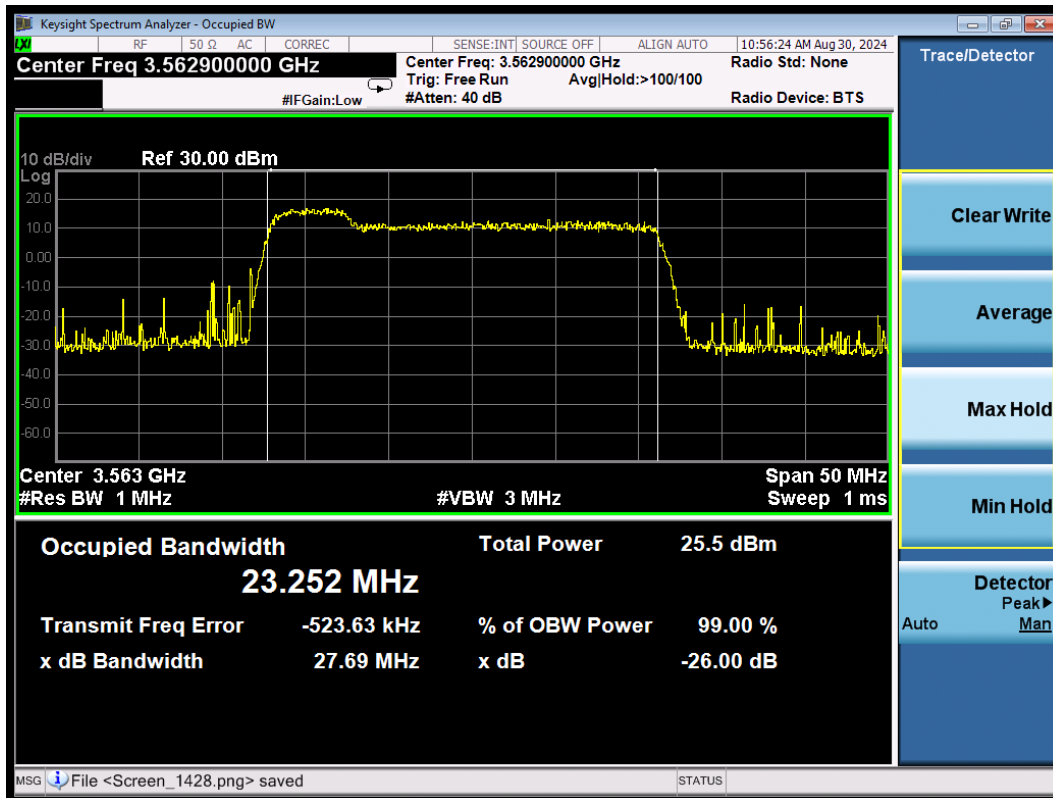 Keysight Spectrum Analyzer - Occupied BW
LXI RF 50 Ω AC CORREC SENSE:INT SOURCE OFF ALIGN AUTO 10:56:24 AM Aug 30, 2024
Center Freq 3.562900000 GHz
Center Freq: 3.562900000 GHz Radio Std: None
Trig: Free Run Avg|Hold:>100/100
#IFGain:Low #Atten: 40 dB Radio Device: BTS
10 dB/div Ref 30.00 dBm
Log
20.0
10.0
0.00
-10.0
-20.0
-30.0
-40.0
-50.0
-60.0
Center 3.563 GHz Span 50 MHz
#Res BW 1 MHz #VBW 3 MHz Sweep 1 ms
Occupied Bandwidth Total Power 25.5 dBm
23.252 MHz
Transmit Freq Error -523.63 kHz % of OBW Power 99.00 %
x dB Bandwidth 27.69 MHz x dB -26.00 dB
MSG File <Screen_1428.png> saved STATUS
Trace/Detector
Clear Write
Average
Max Hold
Min Hold
Detector
Peak▶
Auto Man